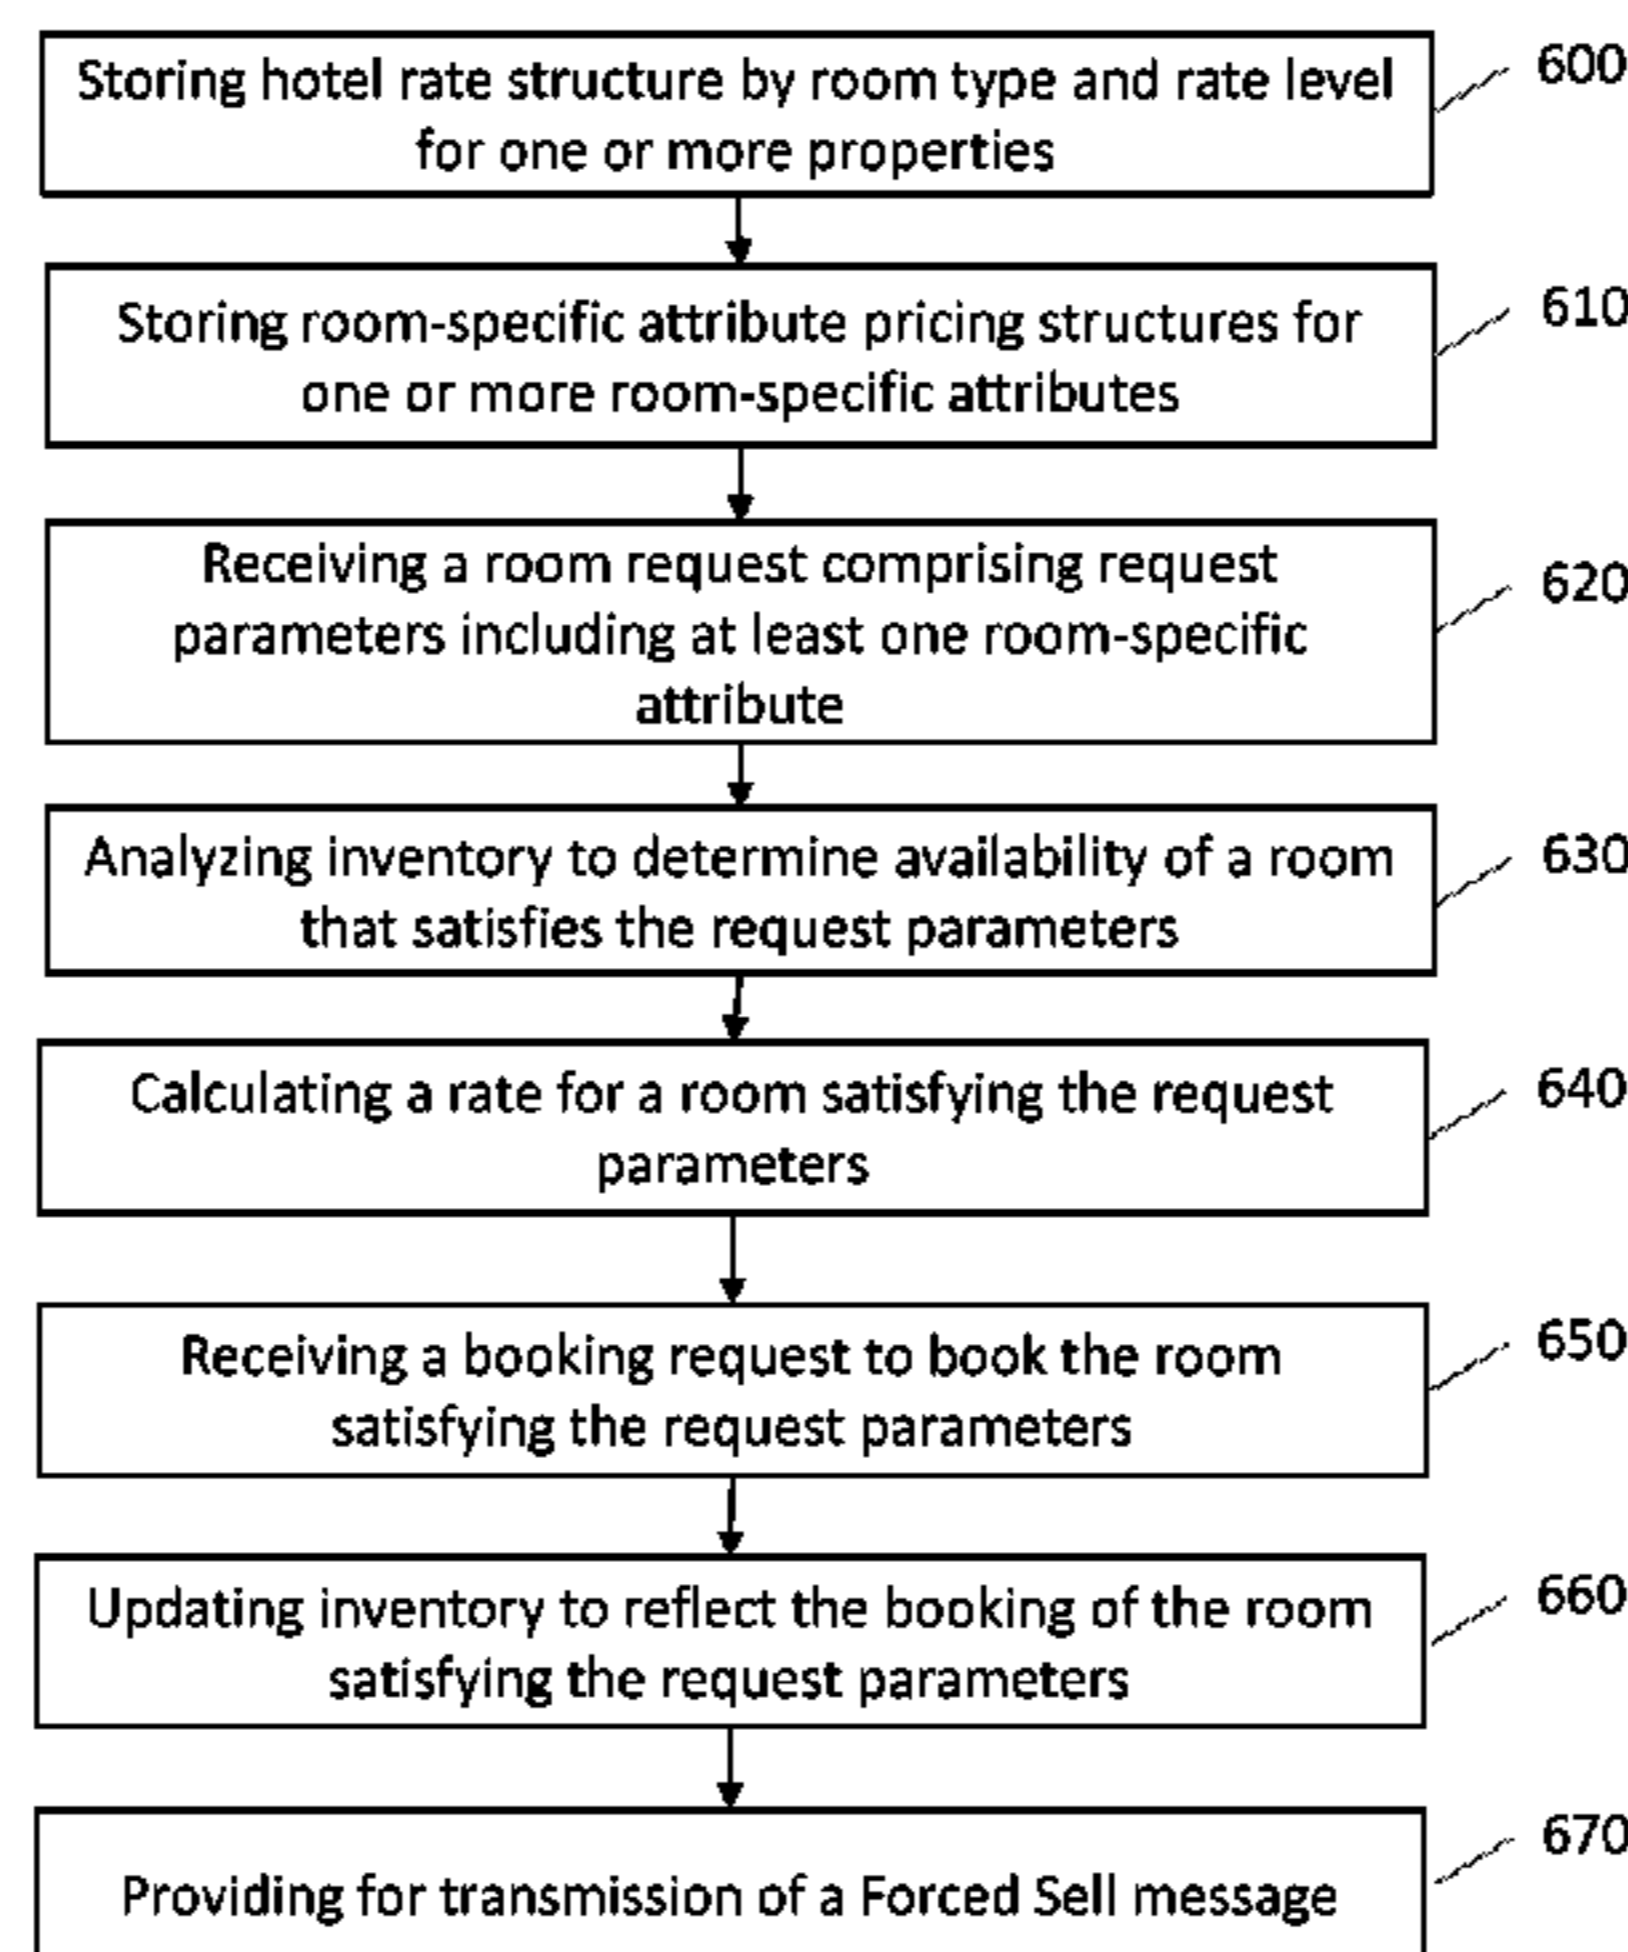 Storing hotel rate structure by room type and rate level
for one or more properties
600
Storing room-specific attribute pricing structures for
one or more room-specific attributes
610
Receiving a room request comprising request
parameters including at least one room-specific
attribute
620
Analyzing inventory to determine availability of a room
that satisfies the request parameters
630
Calculating a rate for a room satisfying the request
parameters
640
Receiving a booking request to book the room
satisfying the request parameters
650
Updating inventory to reflect the booking of the room
satisfying the request parameters
660
Providing for transmission of a Forced Sell message
670